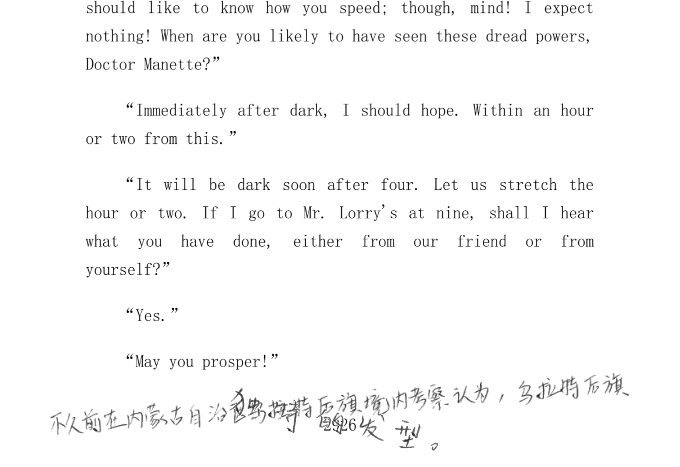 should like to know how you speed; though, mind! I expect
nothing! When are you likely to have seen these dread powers,
Doctor Manette?”
“Immediately after dark, I should hope. Within an hour
or two from this.”
“It will be dark soon after four. Let us stretch the
hour or two. If I go to Mr. Lorry's at nine, shall I hear
what you have done, either from our friend or from
yourself?”
“Yes.”
“May you prosper!”
不久前在内蒙古自治 拉特后旗境内考察认为，乌拉特后旗
2926
发型。